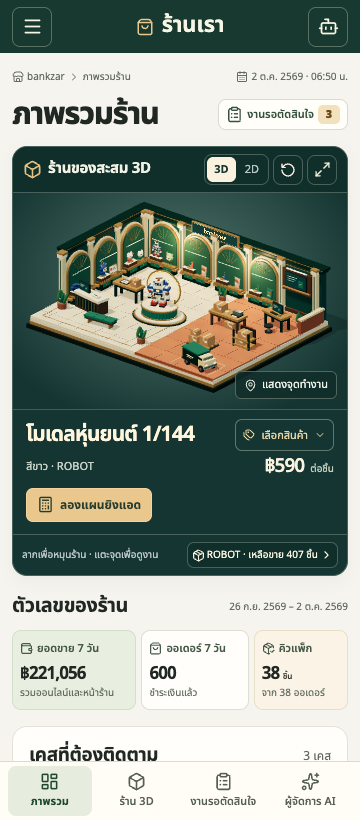 ร้านเรา
bankzar > ภาพรวมร้าน
2 ต.ค. 2569 · 06:50 น.
ภาพรวมร้าน
งานรอตัดสินใจ 3
ร้านของสะสม 3D
3D 2D
แสดงจุดทำงาน
โมเดลหุ่นยนต์ 1/144
เลือกสินค้า
สีขาว · ROBOT
฿590 ต่อชิ้น
ลองแผนยิงแอด
ลากเพื่อหมุนร้าน · แตะจุดเพื่อดูงาน
ROBOT · เหลือขาย 407 ชิ้น
ตัวเลขของร้าน
26 ก.ย. 2569 – 2 ต.ค. 2569
ยอดขาย 7 วัน
฿221,056
รวมออนไลน์และหน้าร้าน
ออเดอร์ 7 วัน
600
ชำระเงินแล้ว
คิวแพ็ก
38 ชิ้น
จาก 38 ออเดอร์
เคสที่ต้องติดตาม
3 เคส
ภาพรวม
ร้าน 3D
งานรอตัดสินใจ
ผู้จัดการ AI